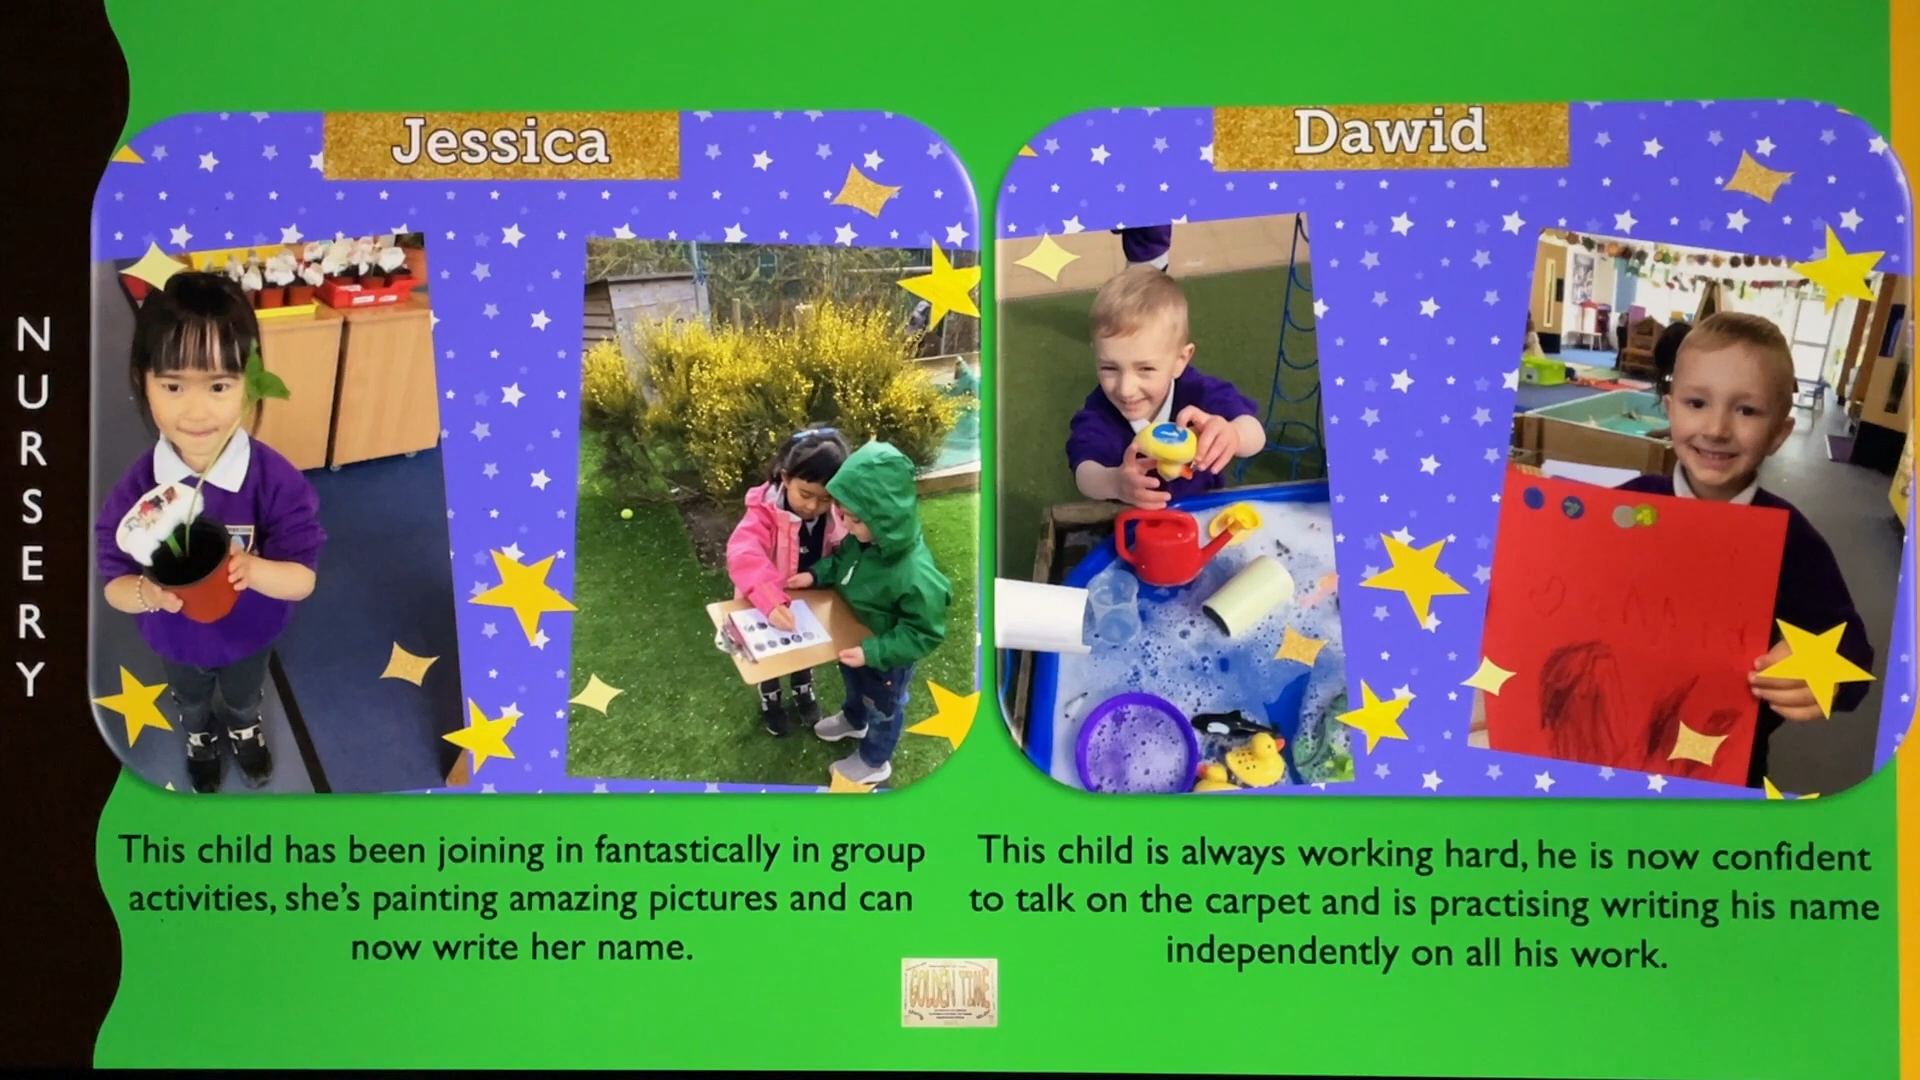 NURSERY
Jessica
Dawid
This child has been joining in fantastically in group
activities, she's painting amazing pictures and can
now write her name.
This child is always working hard, he is now confident
to talk on the carpet and is practising writing his name
independently on all his work.
GOLDEN TIME